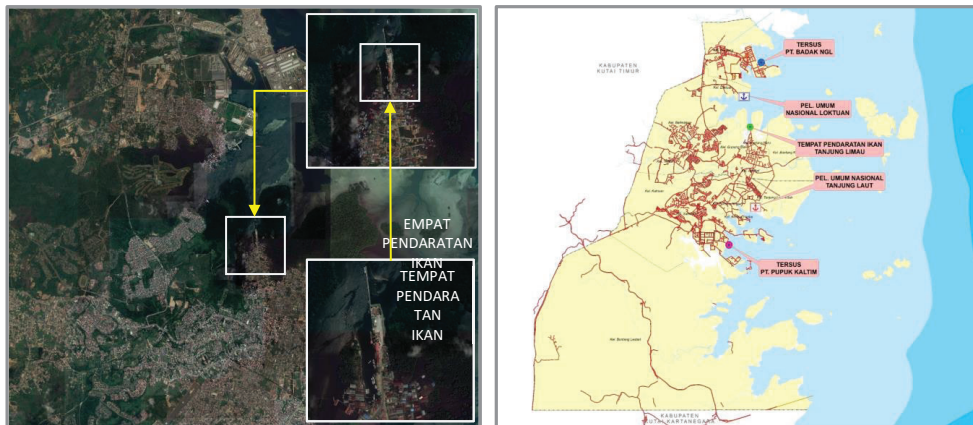 EMPAT
PENDARATAN
IKAN
TEMPAT
PENDARA
TAN
IKAN
KABUPATEN
KUTAI TIMUR
TERSUS
PT. BADAK NGL
PEL. UMUM
NASIONAL LOKTUAN
TEMPAT PENDARATAN IKAN
TANJUNG LIMAU
PEL. UMUM NASIONAL
TANJUNG LAUT
TERSUS
PT. PUPUK KALTIM
KABUPATEN
KUTAI KARTANEGARA